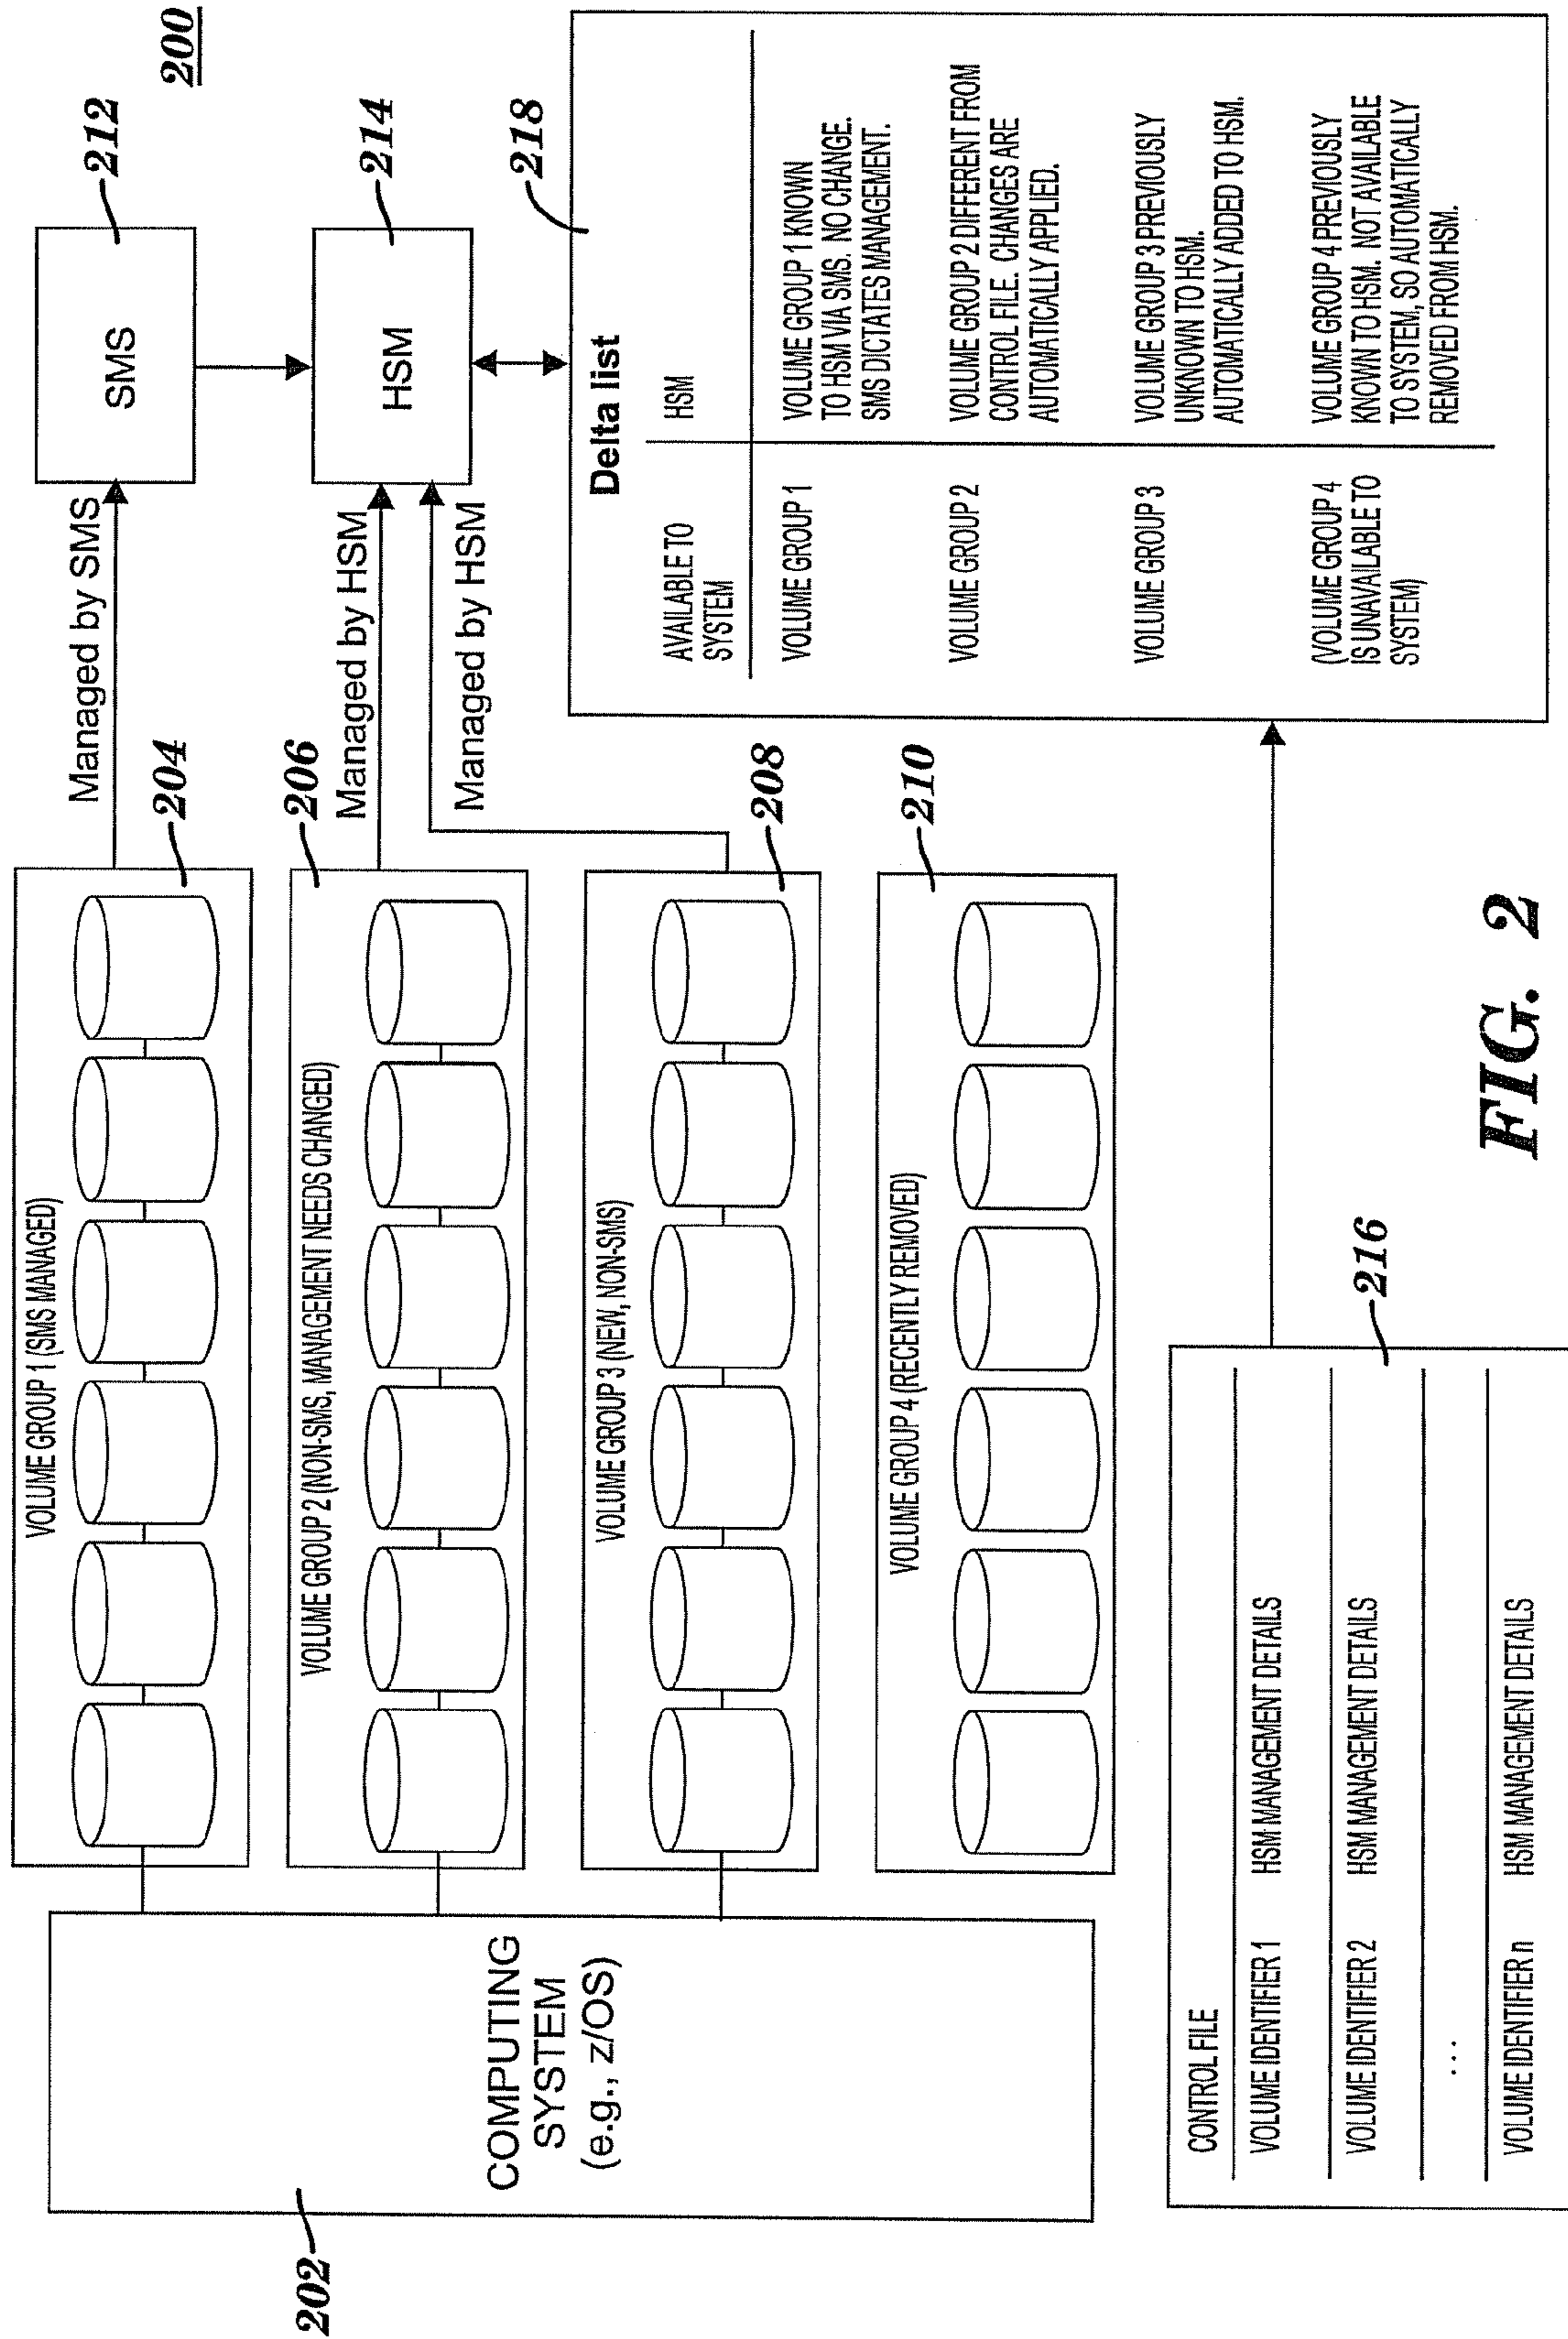 200
202
COMPUTING
SYSTEM
(e.g., z/OS)
VOLUME GROUP 1 (SMS MANAGED)
204
Managed by SMS
SMS
212
VOLUME GROUP 2 (NON-SMS, MANAGEMENT NEEDS CHANGED)
206
Managed by HSM
HSM
214
Managed by HSM
VOLUME GROUP 3 (NEW, NON-SMS)
208
VOLUME GROUP 4 (RECENTLY REMOVED)
210
CONTROL FILE
216
VOLUME IDENTIFIER 1 HSM MANAGEMENT DETAILS
VOLUME IDENTIFIER 2 HSM MANAGEMENT DETAILS
...
VOLUME IDENTIFIER n HSM MANAGEMENT DETAILS
218
Delta list
AVAILABLE TO
SYSTEM
HSM
VOLUME GROUP 1
VOLUME GROUP 1 KNOWN
TO HSM VIA SMS. NO CHANGE.
SMS DICTATES MANAGEMENT.
VOLUME GROUP 2
VOLUME GROUP 2 DIFFERENT FROM
CONTROL FILE. CHANGES ARE
AUTOMATICALLY APPLIED.
VOLUME GROUP 3
VOLUME GROUP 3 PREVIOUSLY
UNKNOWN TO HSM.
AUTOMATICALLY ADDED TO HSM.
(VOLUME GROUP 4
IS UNAVAILABLE TO
SYSTEM)
VOLUME GROUP 4 PREVIOUSLY
KNOWN TO HSM. NOT AVAILABLE
TO SYSTEM, SO AUTOMATICALLY
REMOVED FROM HSM.
FIG. 2